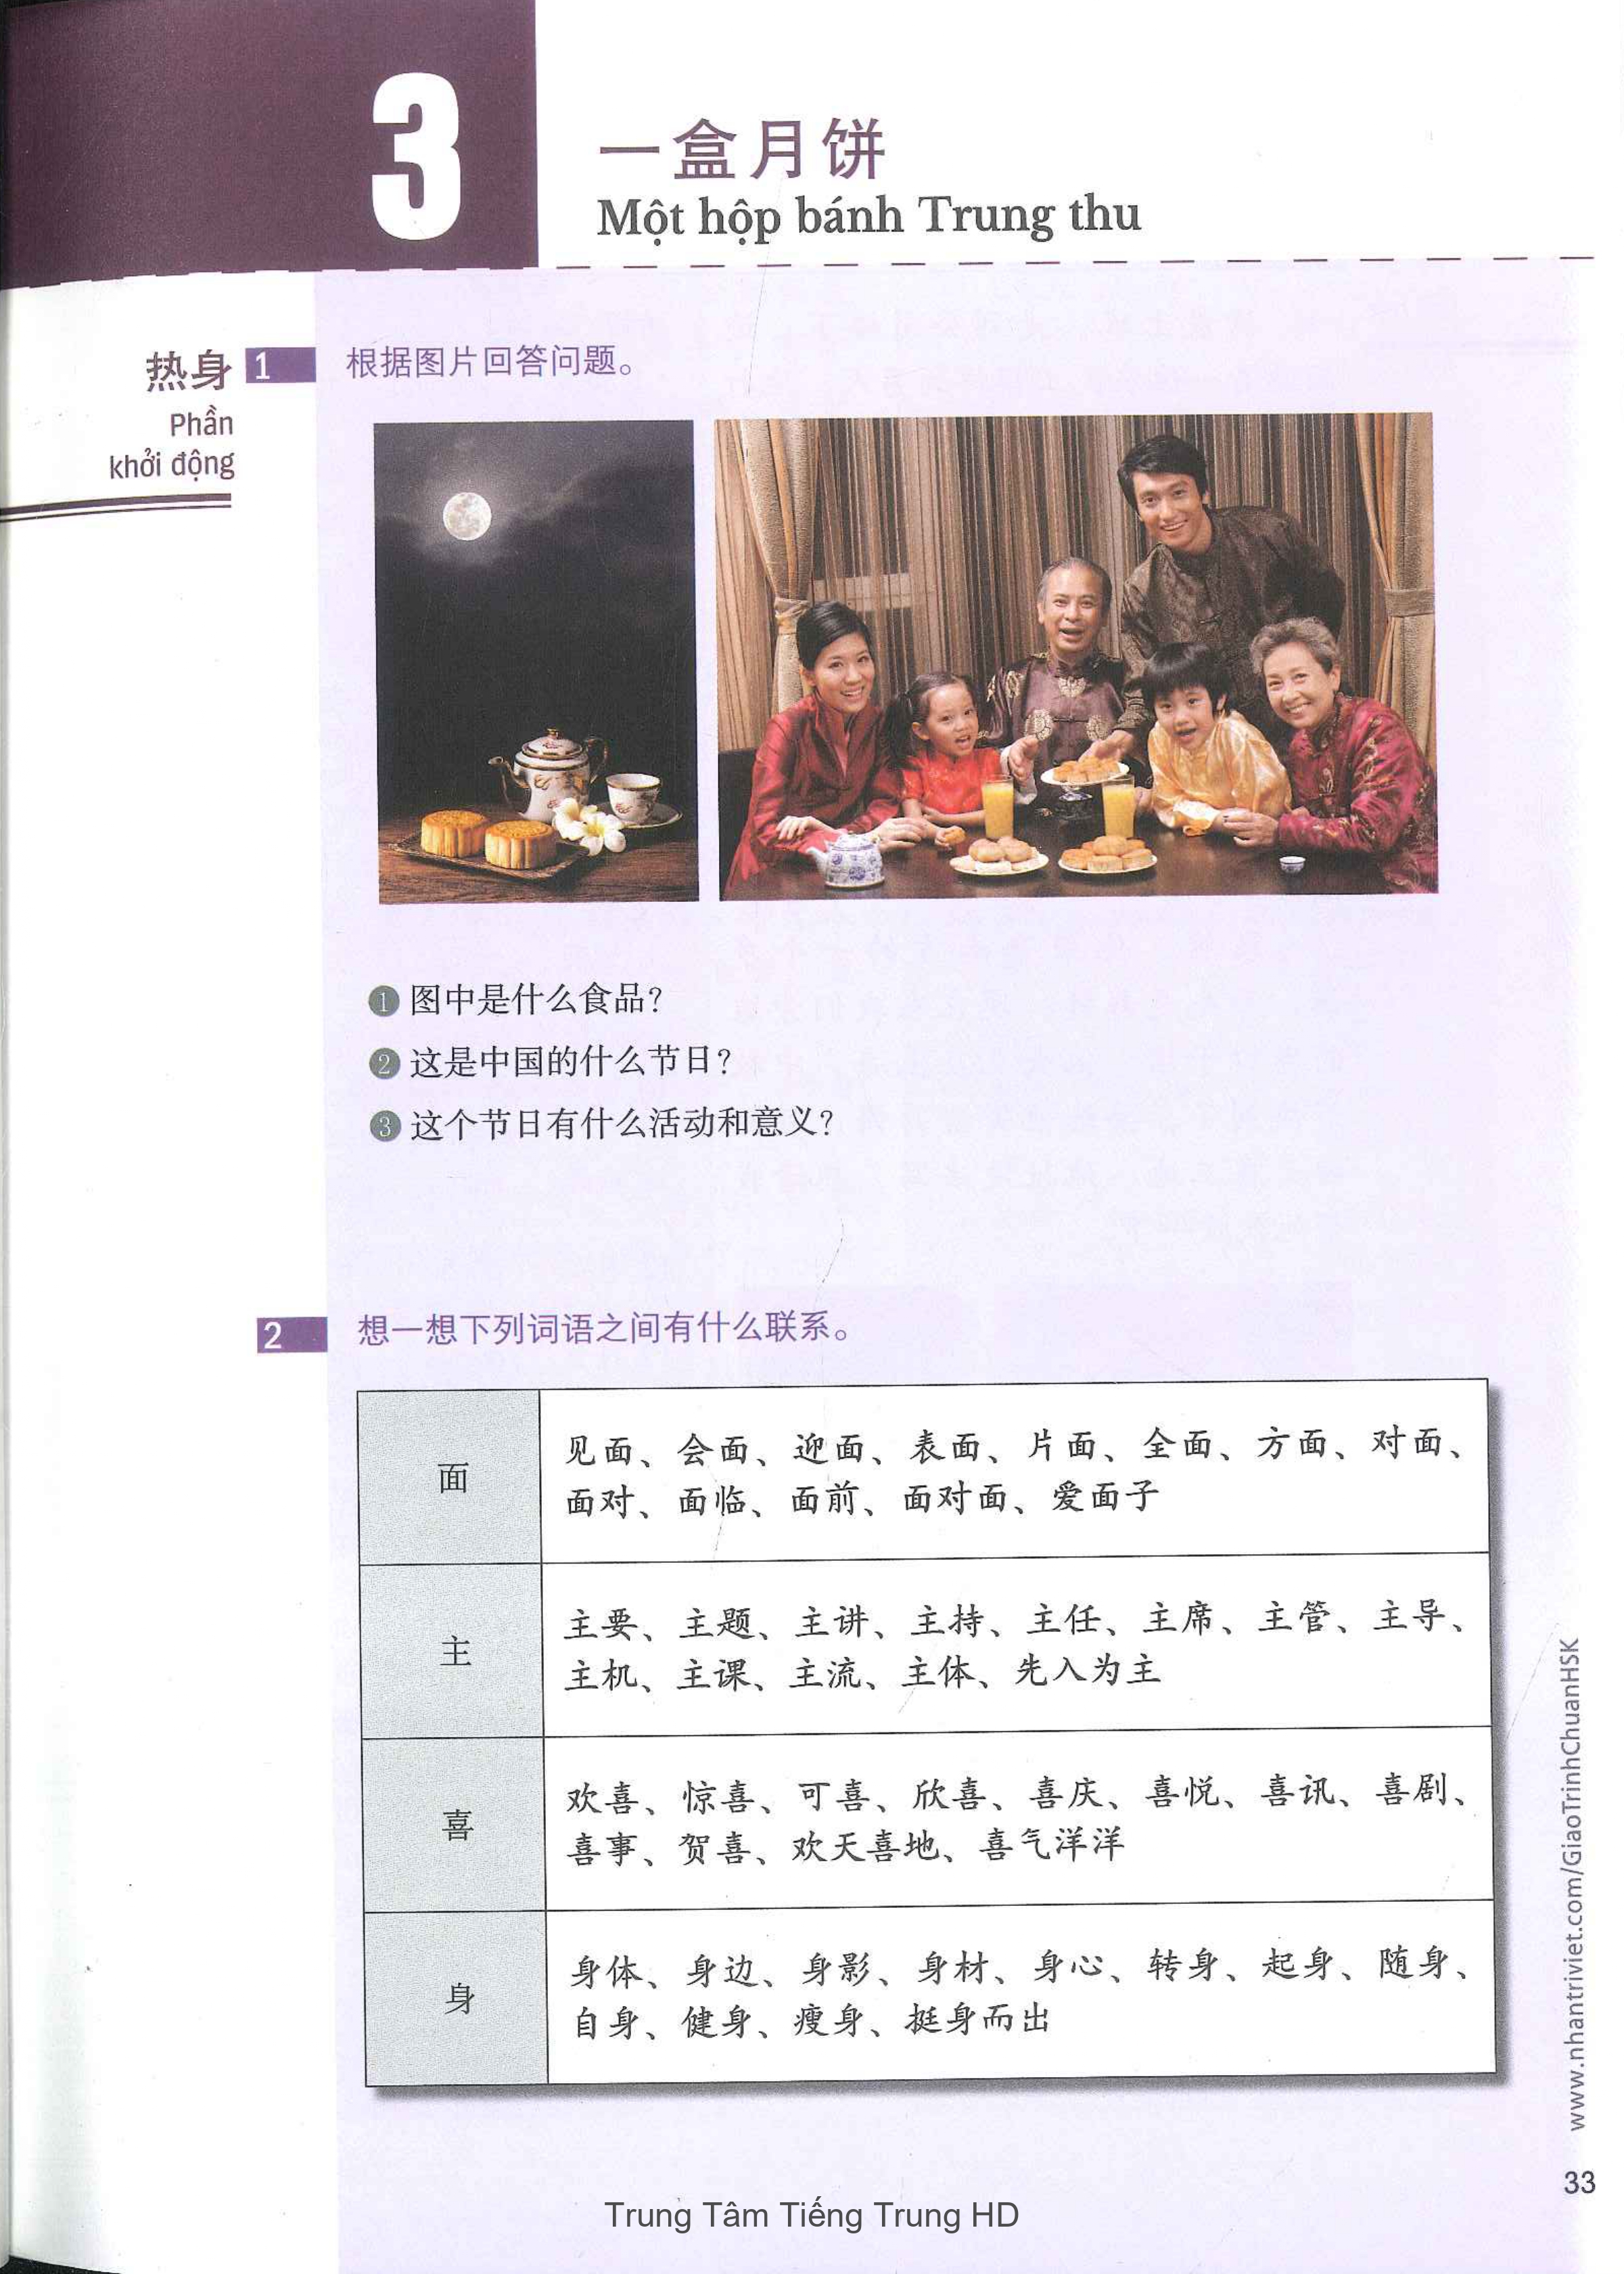 3
一盒月饼
Một hộp bánh Trung thu
热身
Phần
khởi động
1
根据图片回答问题。
1 图中是什么食品？
2 这是中国的什么节日？
3 这个节日有什么活动和意义？
2
想一想下列词语之间有什么联系。
面
见面、会面、迎面、表面、片面、全面、方面、对面、
面对、面临、面前、面对面、爱面子
主
主要、主题、主讲、主持、主任、主席、主管、主导、
主机、主课、主流、主体、先入为主
喜
欢喜、惊喜、可喜、欣喜、喜庆、喜悦、喜讯、喜剧、
喜事、贺喜、欢天喜地、喜气洋洋
身
身体、身边、身影、身材、身心、转身、起身、随身、
自身、健身、瘦身、挺身而出
www.nhantriviet.com/GiaoTrinhChuanHSK
33
Trung Tâm Tiếng Trung HD